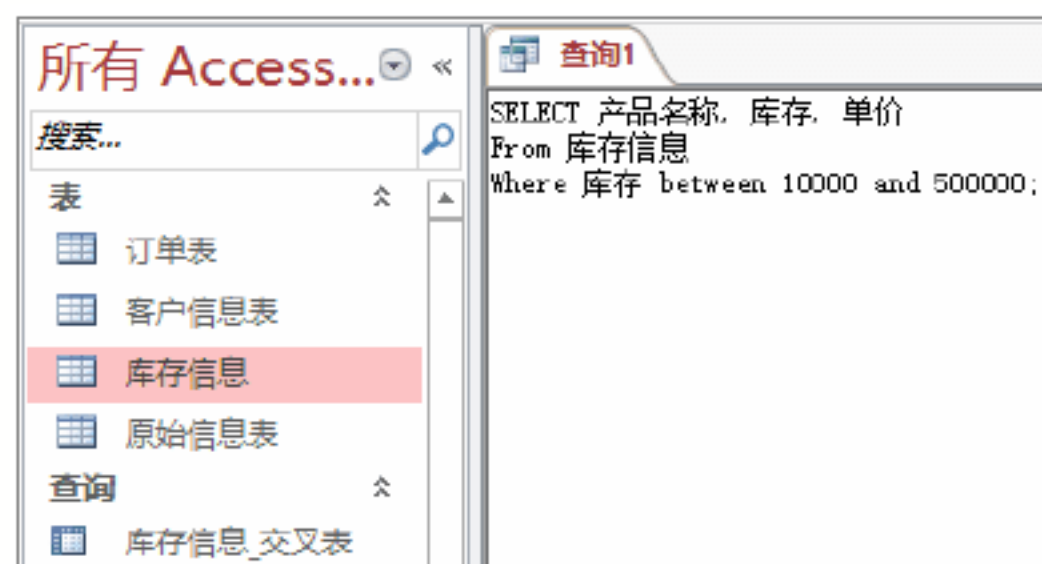 所有 Access...
«
搜索...
表
订单表
客户信息表
库存信息
原始信息表
查询
库存信息_交叉表
查询1
SELECT 产品名称, 库存, 单价
From 库存信息
Where 库存 between 10000 and 500000;